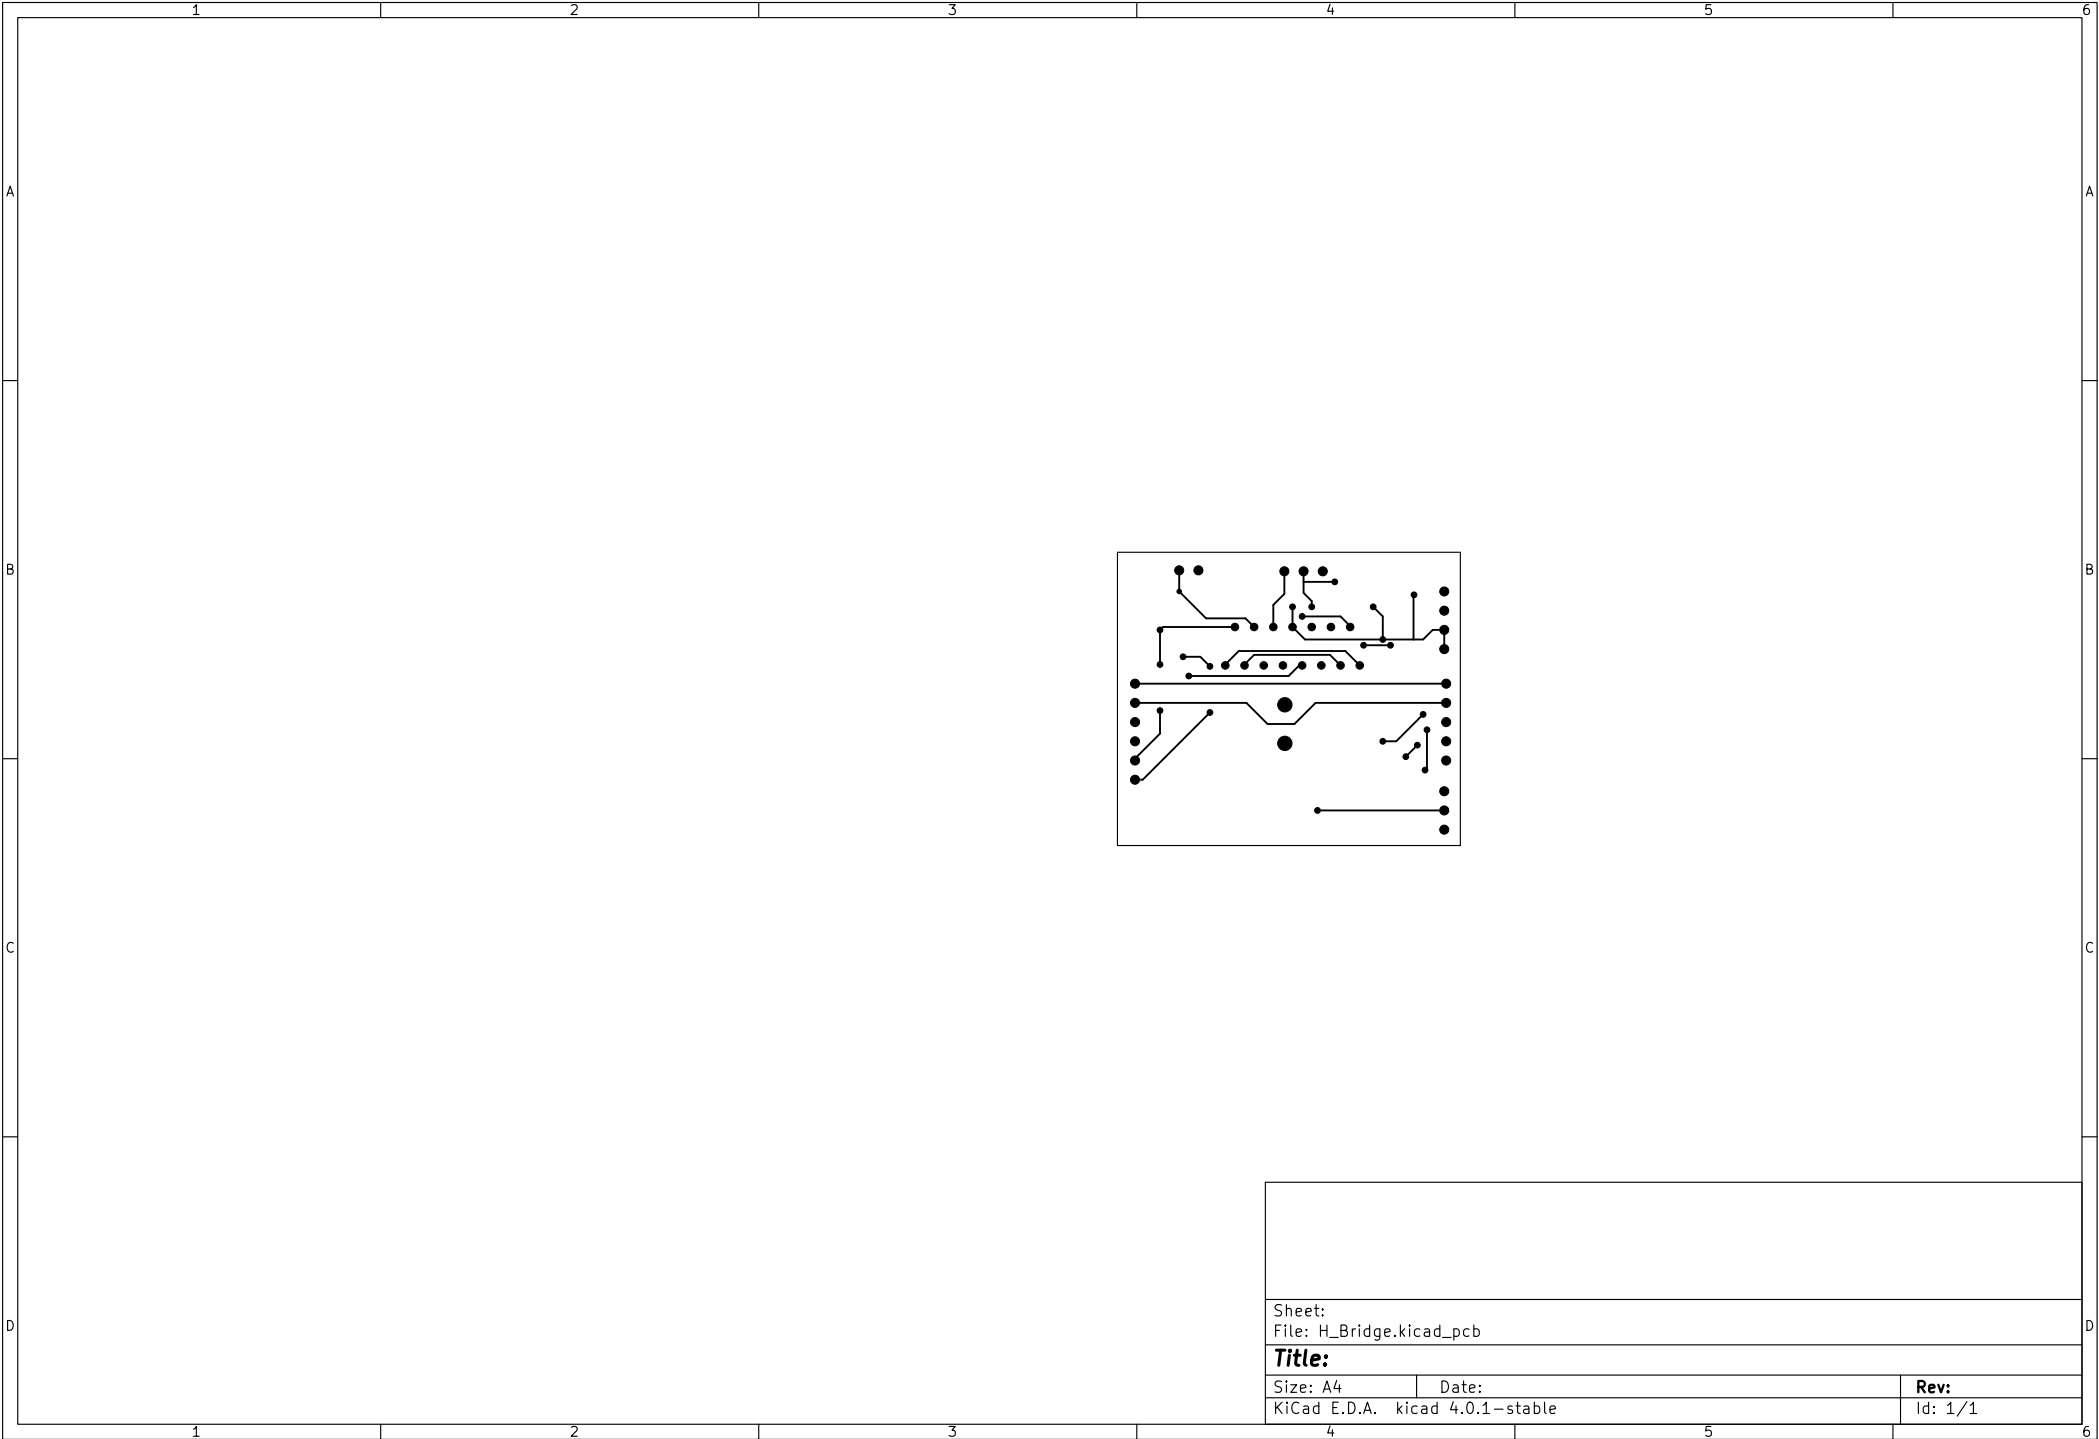 1 2 3 4 5 6
A A
B B
C C
D D
Sheet:
File: H_Bridge.kicad_pcb
Title:
Size: A4 Date: Rev:
KiCad E.D.A. kicad 4.0.1-stable Id: 1/1
1 2 3 4 5 6